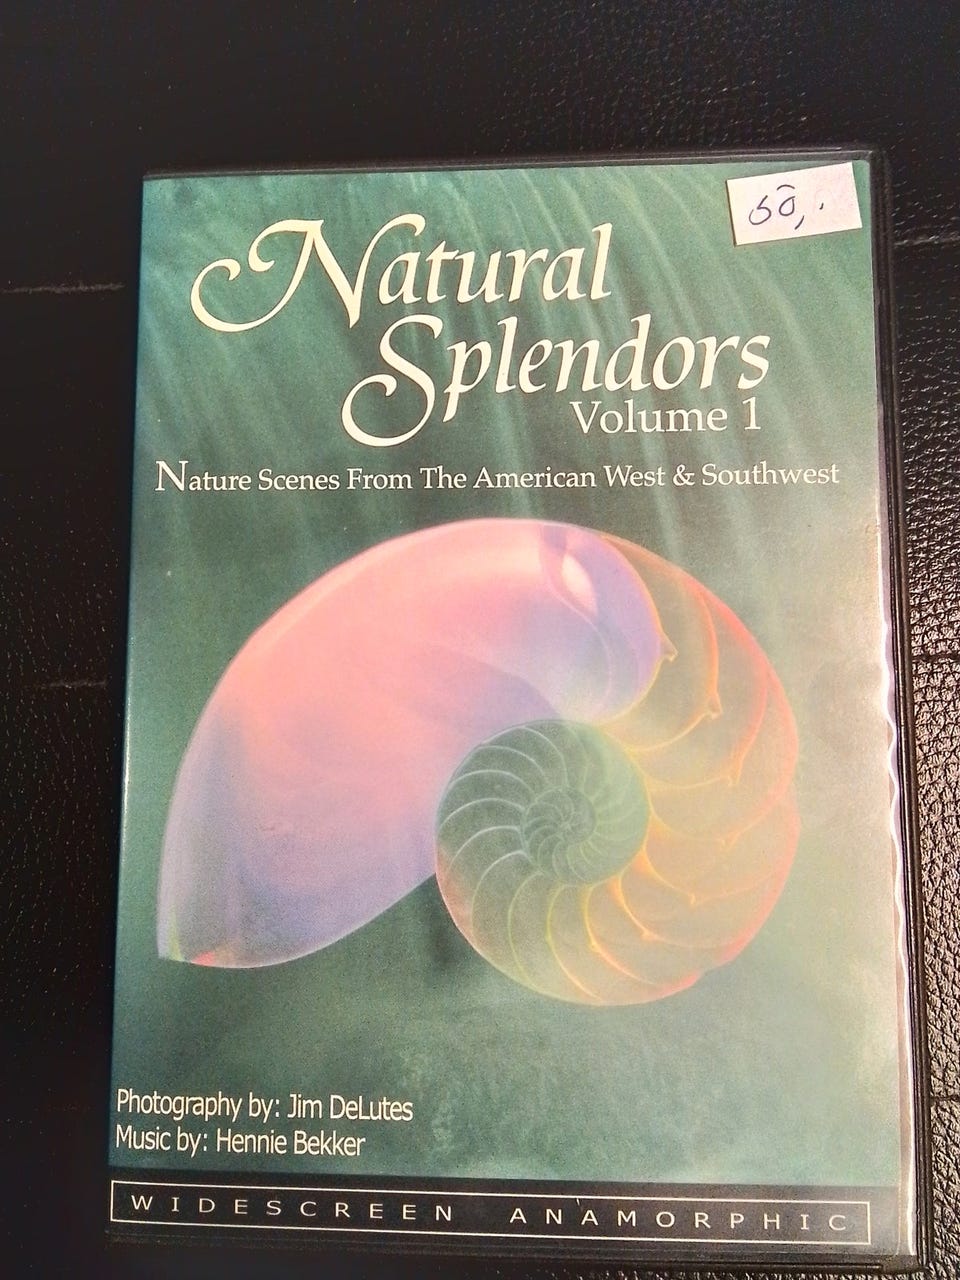 60,.
Natural
Splendors
Volume 1
Nature Scenes From The American West & Southwest
Photography by: Jim DeLutes
Music by: Hennie Bekker
WIDESCREEN ANAMORPHIC